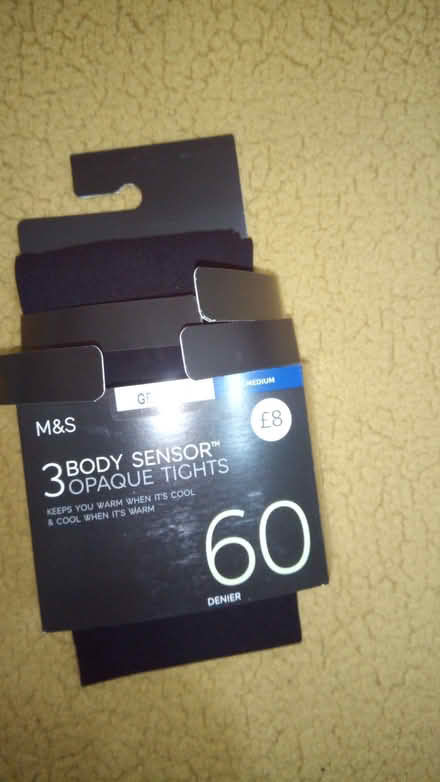 MEDIUM
M&S
£8
3 BODY SENSOR™
OPAQUE TIGHTS
KEEPS YOU WARM WHEN IT'S COOL
& COOL WHEN IT'S WARM
60
DENIER